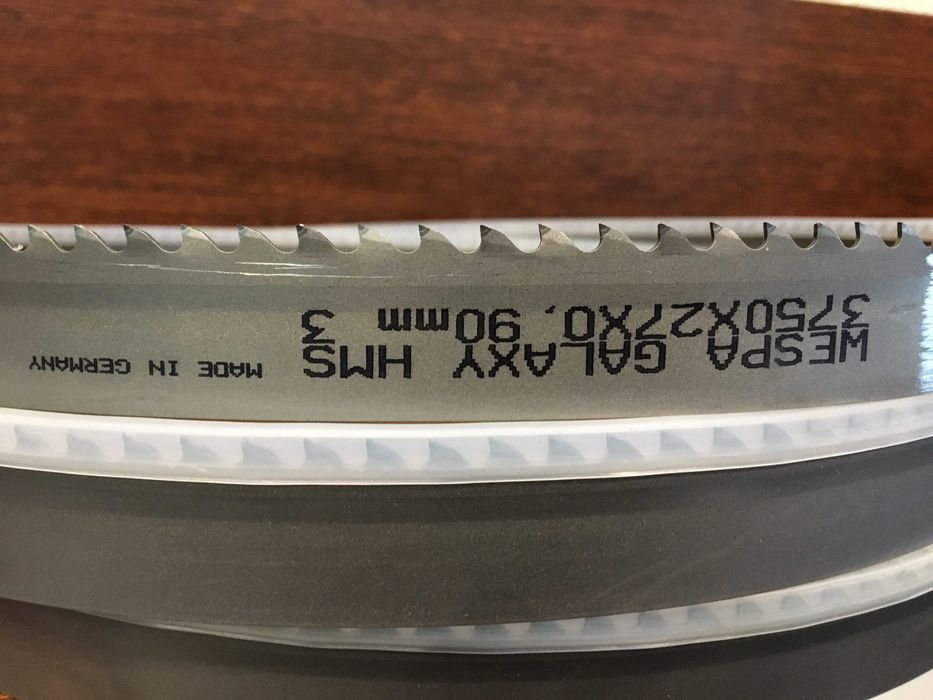 WESPA GALAXY HMS
3750X27X0.90mm 3
MADE IN GERMANY